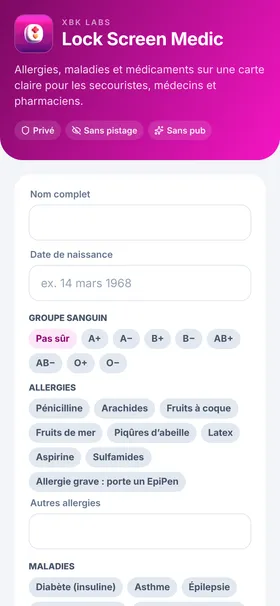 XBK LABS
Lock Screen Medic
Allergies, maladies et médicaments sur une carte
claire pour les secouristes, médecins et
pharmaciens.
Privé
Sans pistage
Sans pub
Nom complet
Date de naissance
ex. 14 mars 1968
GROUPE SANGUIN
Pas sûr A+ A− B+ B− AB+
AB− O+ O−
ALLERGIES
Pénicilline Arachides Fruits à coque
Fruits de mer Piqûres d'abeille Latex
Aspirine Sulfamides
Allergie grave : porte un EpiPen
Autres allergies
MALADIES
Diabète (insuline) Asthme Épilepsie